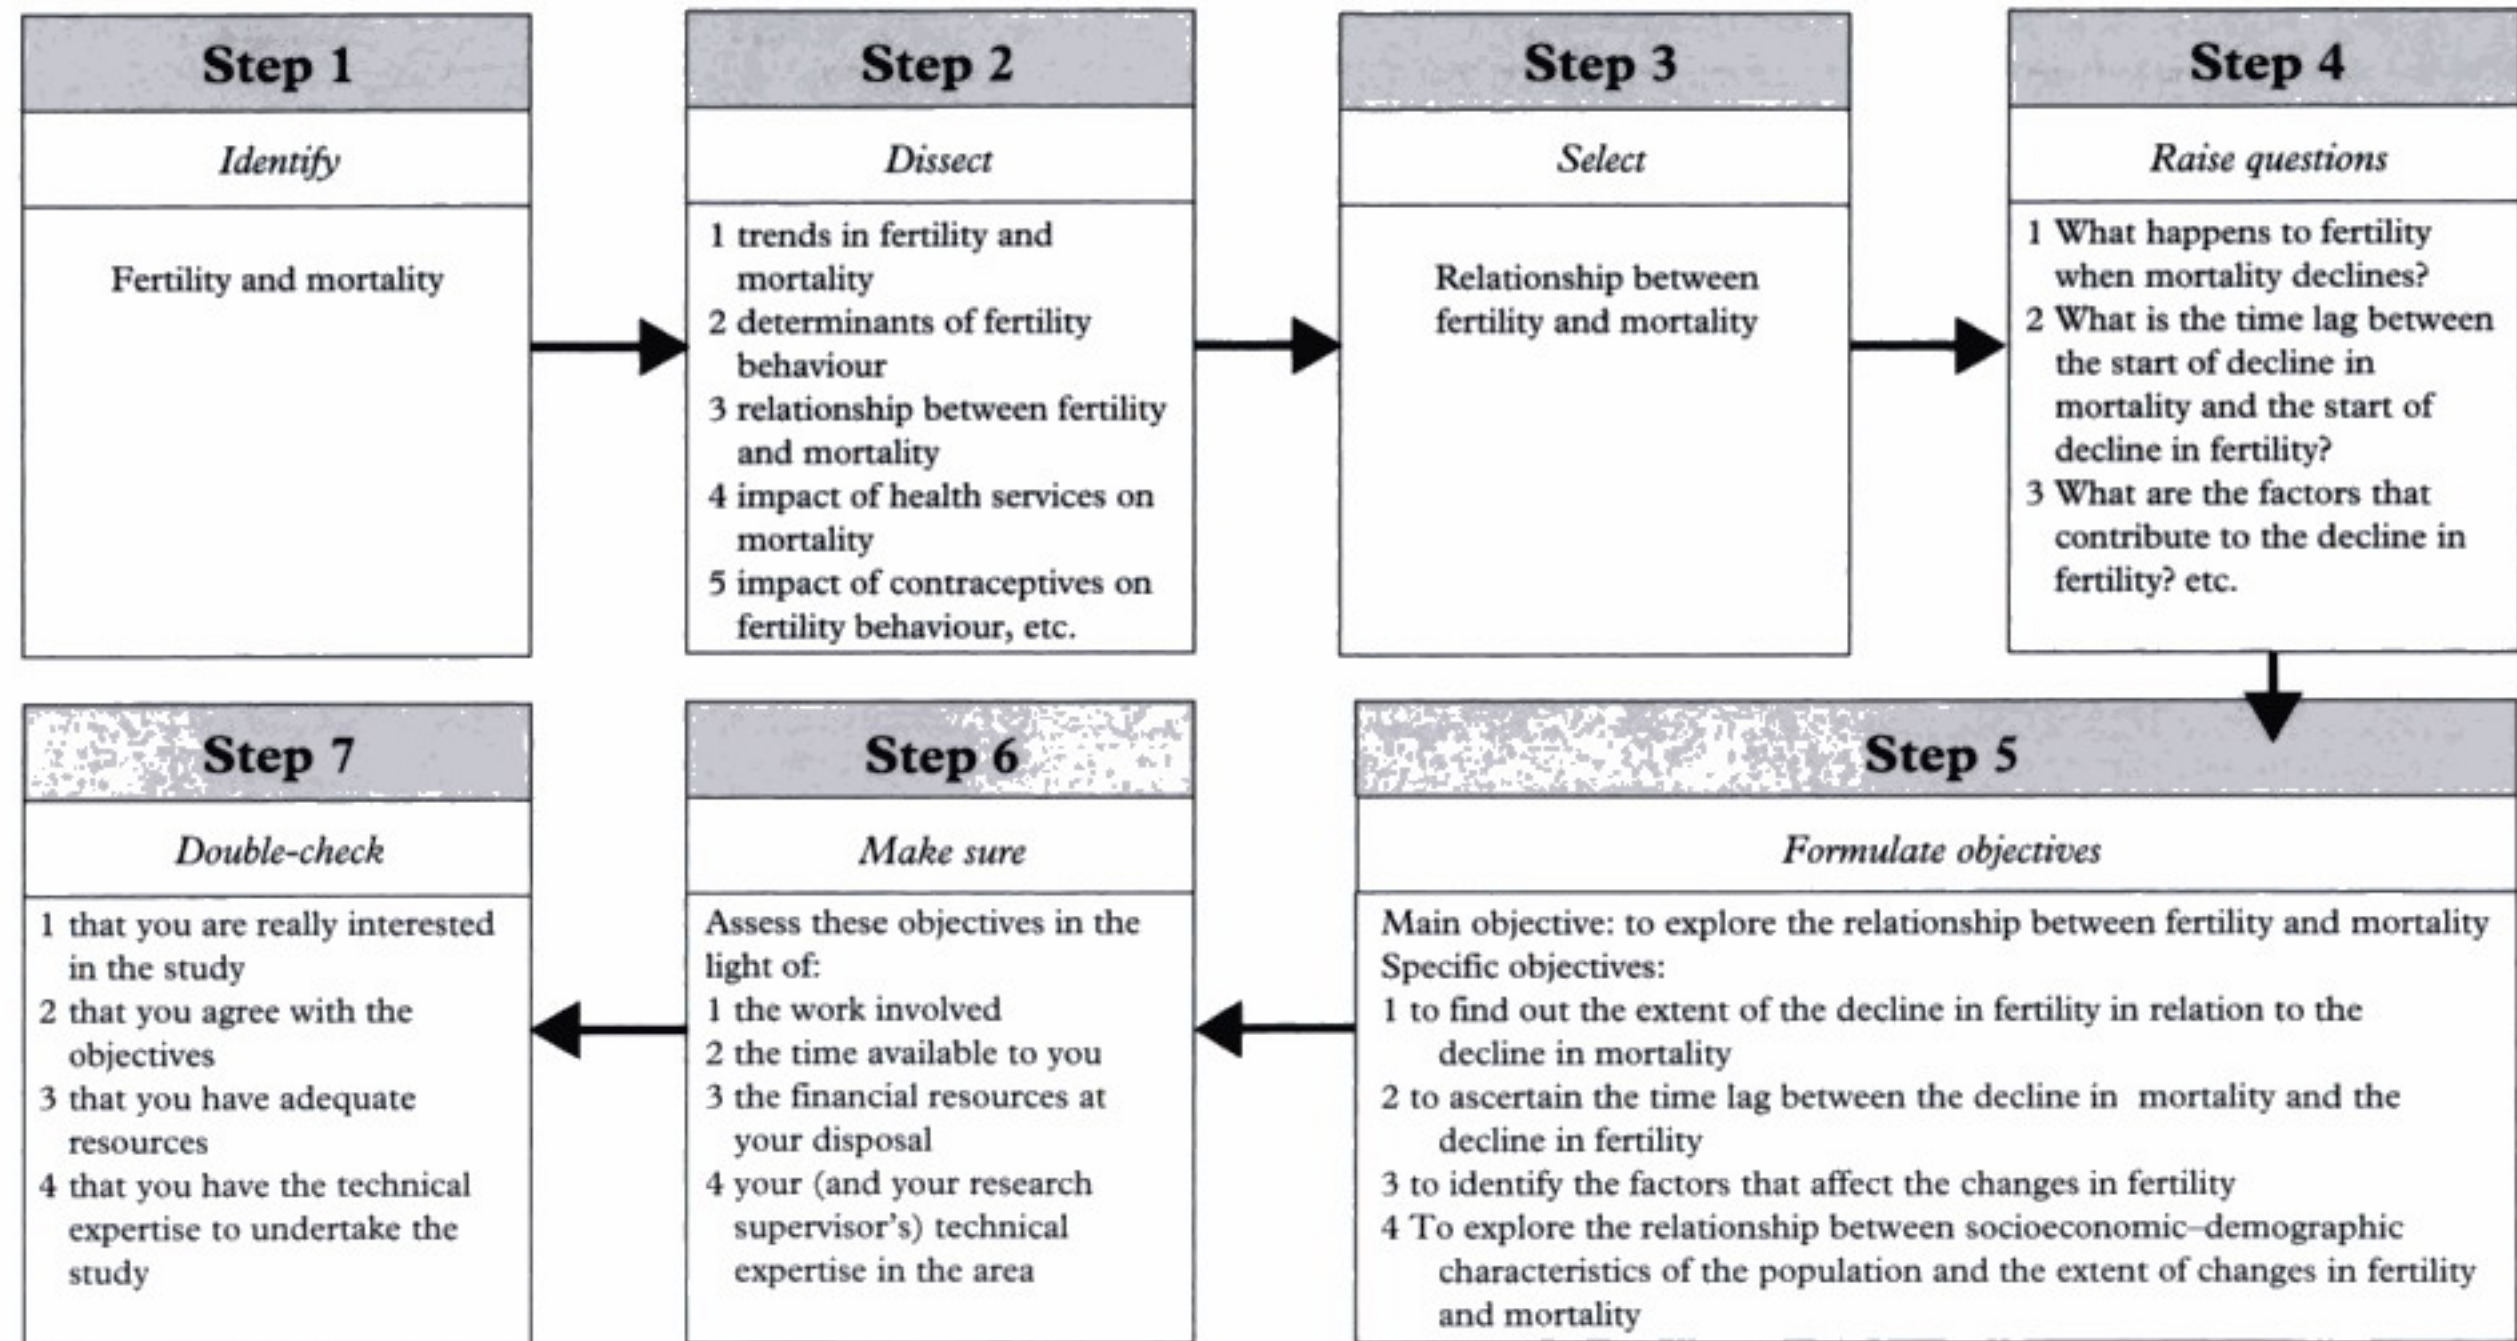 Step 1
Identify
Fertility and mortality
Step 2
Dissect
1 trends in fertility and
mortality
2 determinants of fertility
behaviour
3 relationship between fertility
and mortality
4 impact of health services on
mortality
5 impact of contraceptives on
fertility behaviour, etc.
Step 3
Select
Relationship between
fertility and mortality
Step 4
Raise questions
1 What happens to fertility
when mortality declines?
2 What is the time lag between
the start of decline in
mortality and the start of
decline in fertility?
3 What are the factors that
contribute to the decline in
fertility? etc.
Step 5
Formulate objectives
Main objective: to explore the relationship between fertility and mortality
Specific objectives:
1 to find out the extent of the decline in fertility in relation to the
decline in mortality
2 to ascertain the time lag between the decline in mortality and the
decline in fertility
3 to identify the factors that affect the changes in fertility
4 To explore the relationship between socioeconomic–demographic
characteristics of the population and the extent of changes in fertility
and mortality
Step 6
Make sure
Assess these objectives in the
light of:
1 the work involved
2 the time available to you
3 the financial resources at
your disposal
4 your (and your research
supervisor's) technical
expertise in the area
Step 7
Double-check
1 that you are really interested
in the study
2 that you agree with the
objectives
3 that you have adequate
resources
4 that you have the technical
expertise to undertake the
study